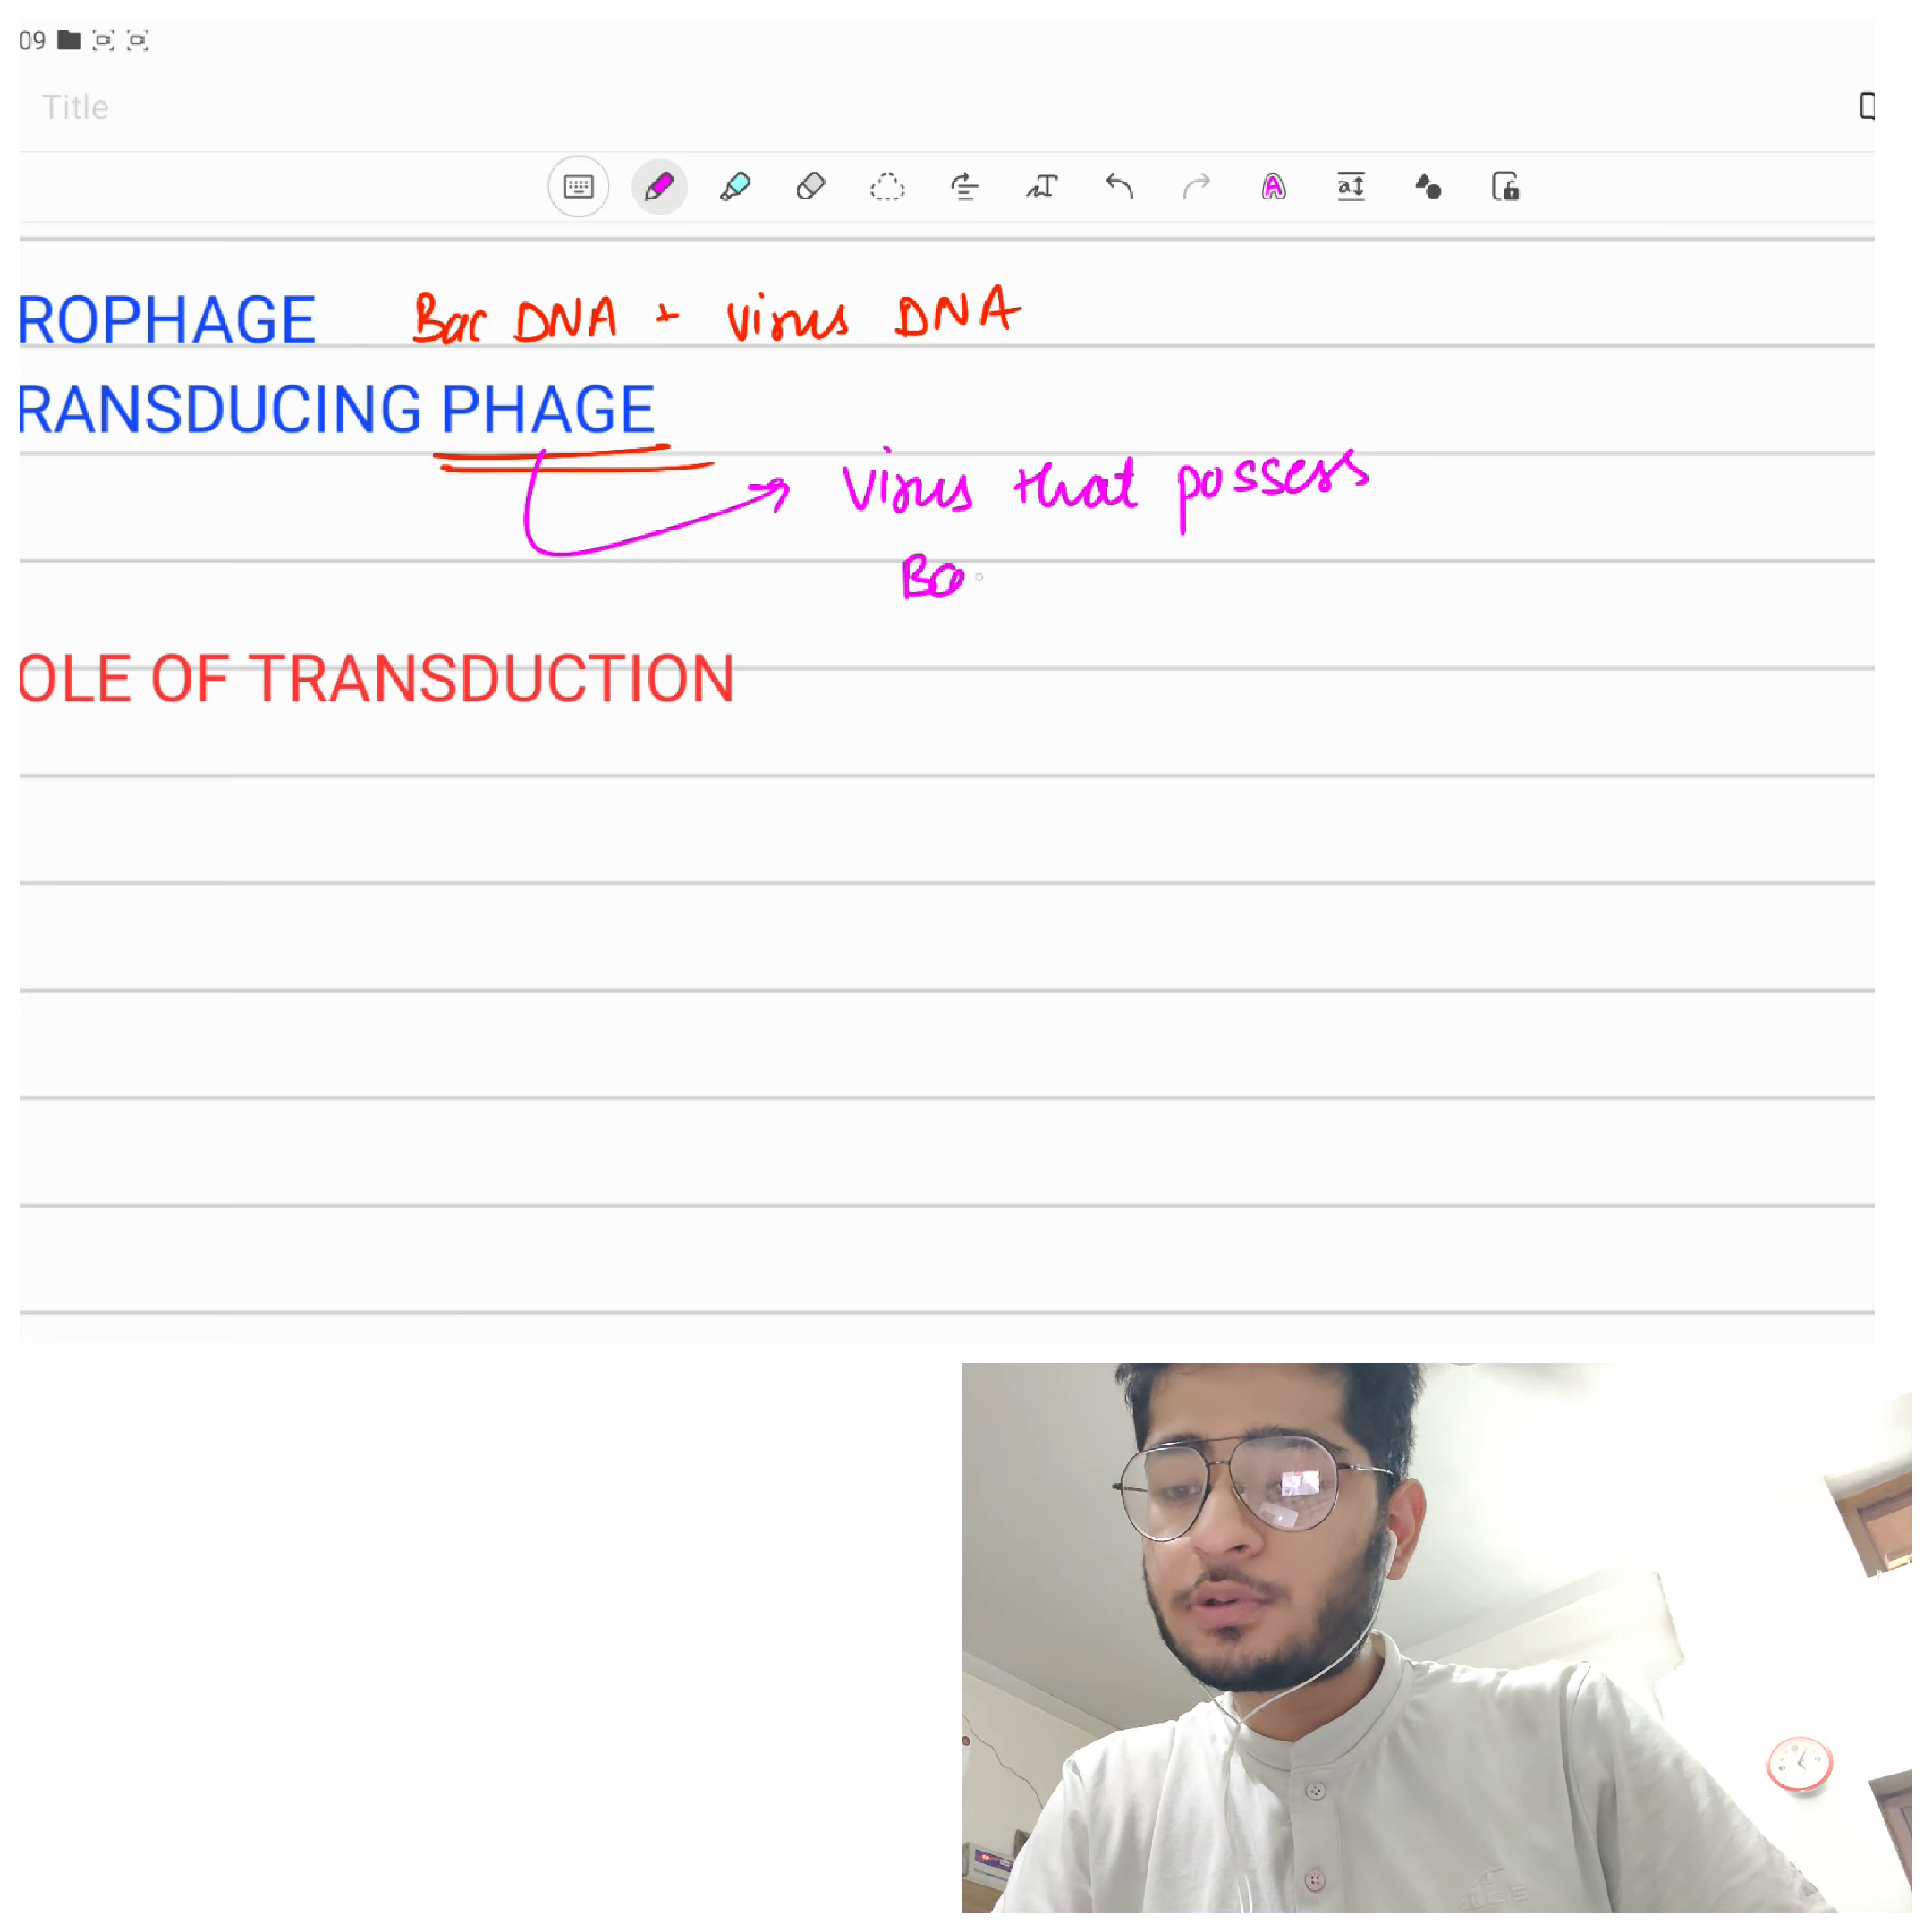 09
Title
ROPHAGE Bac DNA + Virus DNA
RANSDUCING PHAGE
Virus that possess
Ba
OLE OF TRANSDUCTION